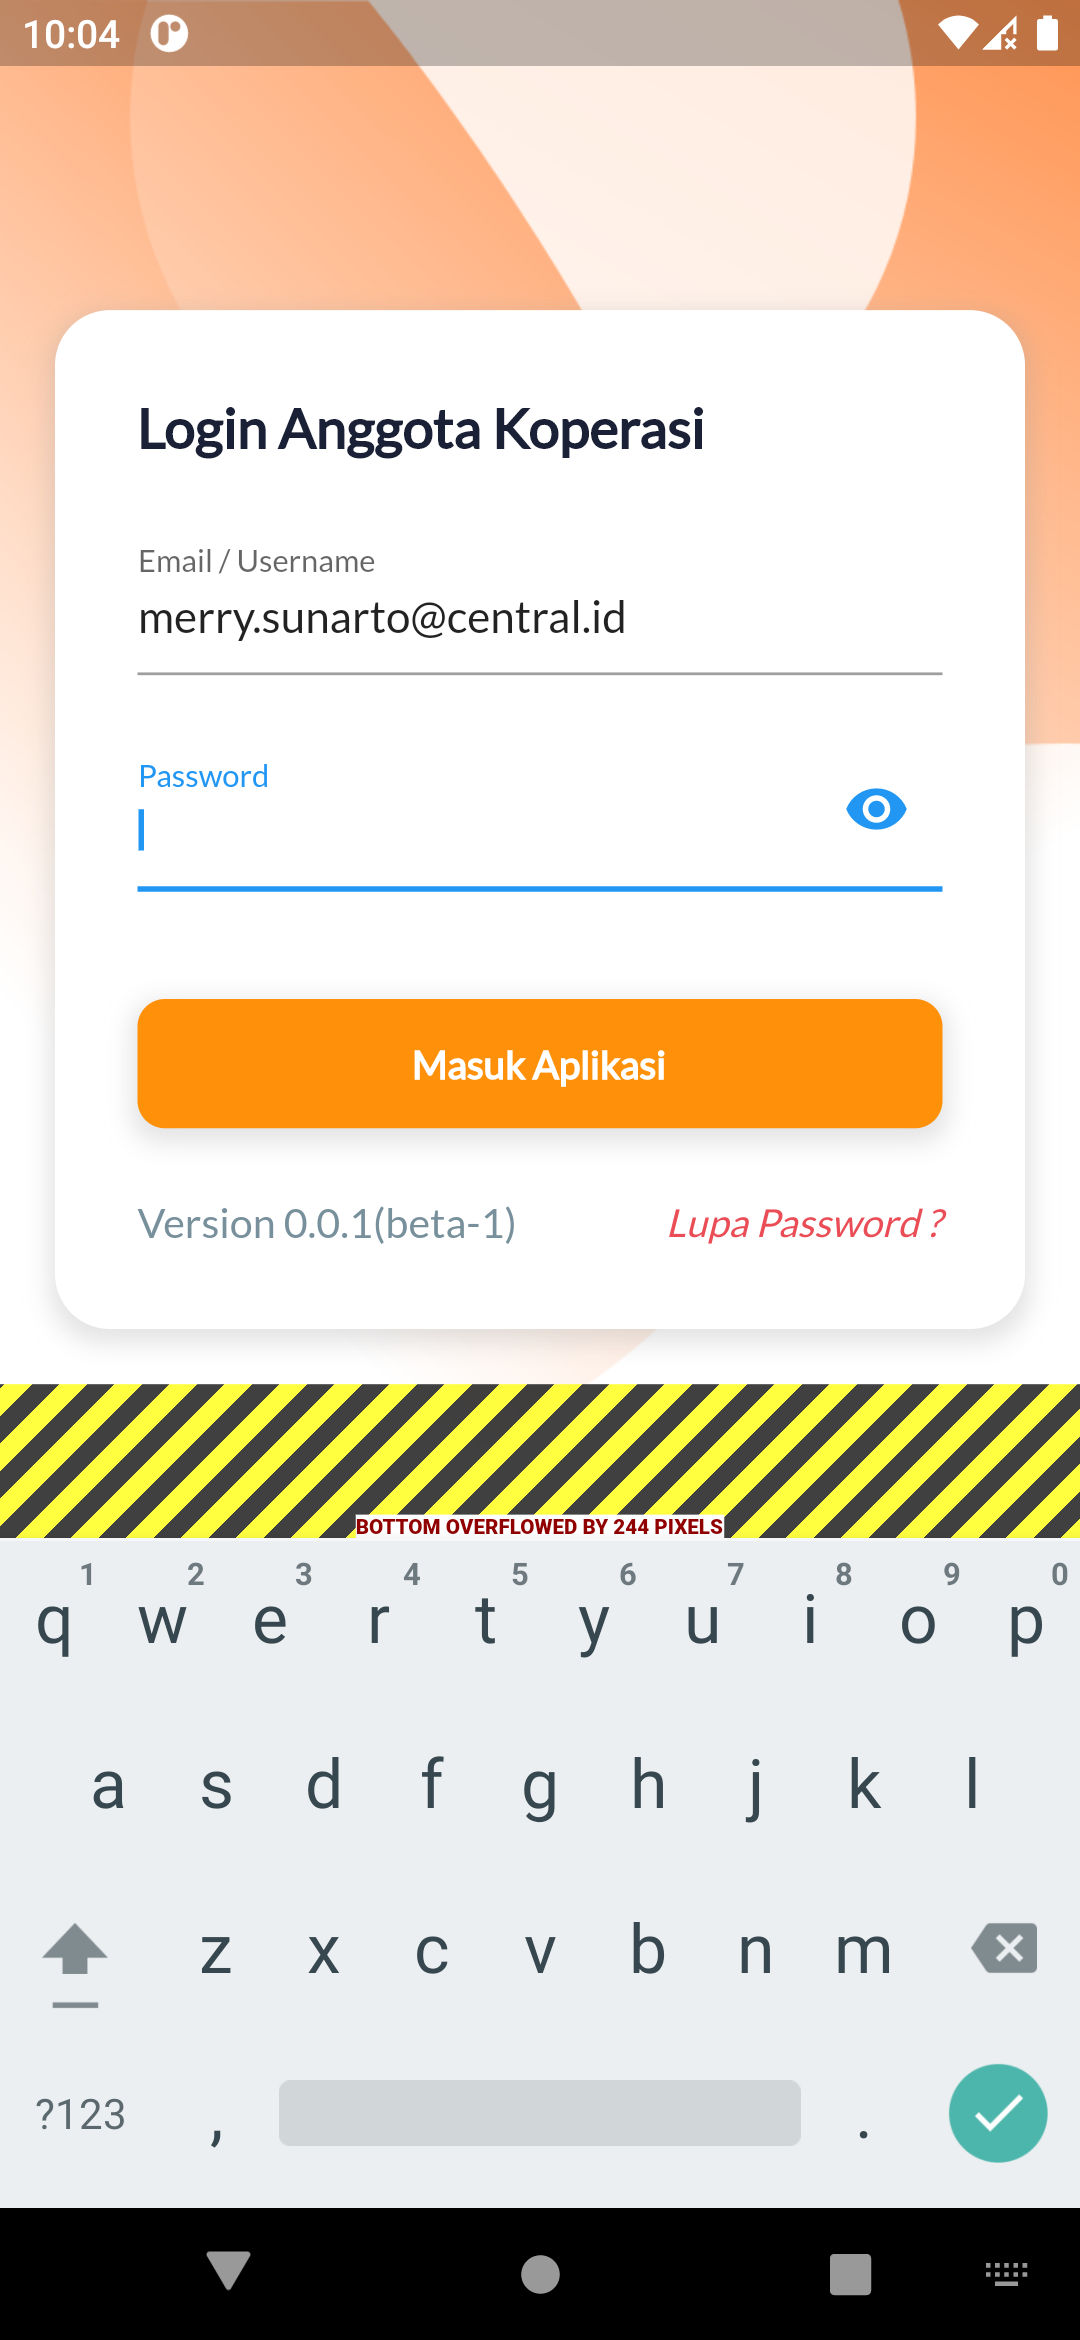 10:04
Login Anggota Koperasi
Email / Username
merry.sunarto@central.id
Password
Masuk Aplikasi
Version 0.0.1(beta-1)
Lupa Password ?
BOTTOM OVERFLOWED BY 244 PIXELS
1 2 3 4 5 6 7 8 9 0
q w e r t y u i o p
a s d f g h j k l
z x c v b n m
?123 , .